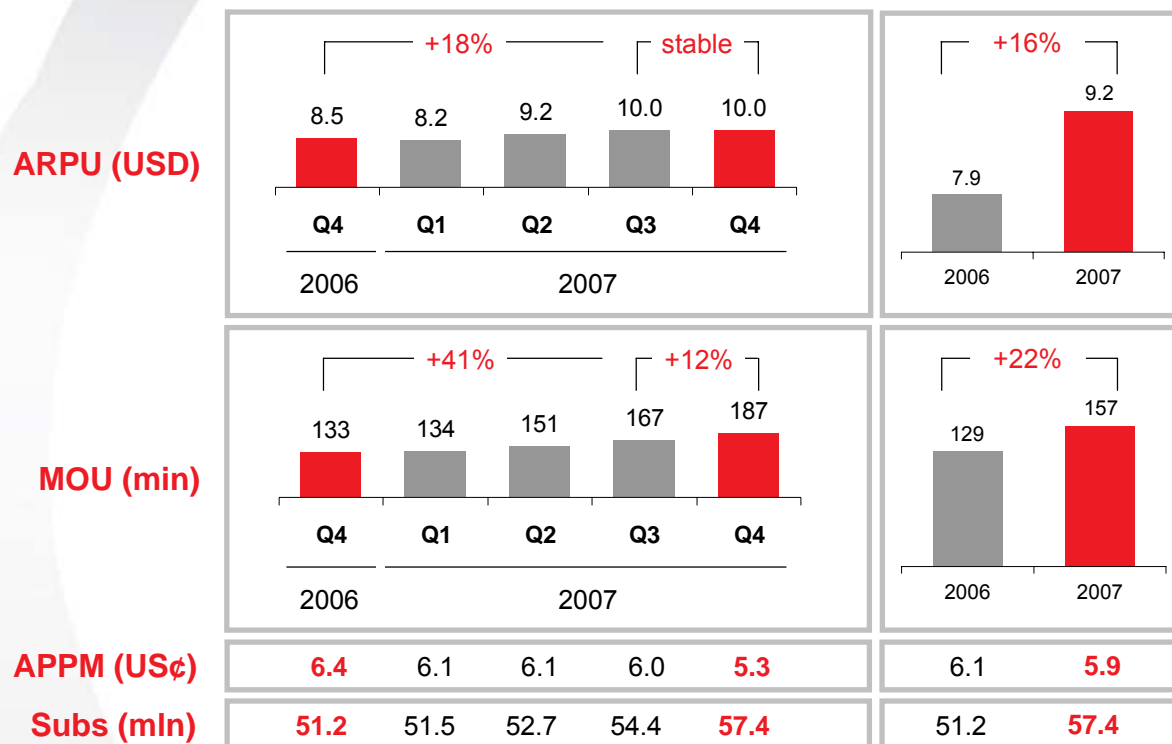 +18% stable
8.5 8.2 9.2 10.0 10.0
ARPU (USD)
Q4 Q1 Q2 Q3 Q4
2006 2007
+16%
7.9 9.2
2006 2007
+41% +12%
133 134 151 167 187
MOU (min)
Q4 Q1 Q2 Q3 Q4
2006 2007
+22%
129 157
2006 2007
APPM (US¢) 6.4 6.1 6.1 6.0 5.3 6.1 5.9
Subs (mln) 51.2 51.5 52.7 54.4 57.4 51.2 57.4